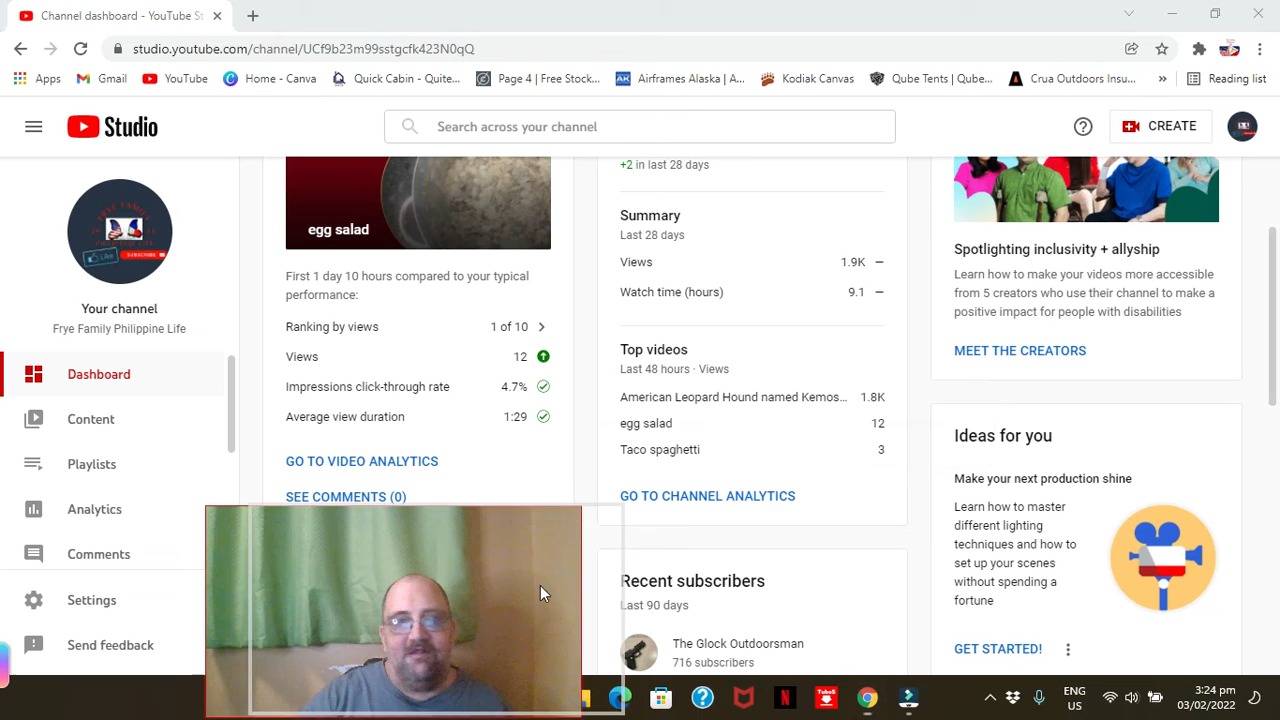 Channel dashboard - YouTube St
studio.youtube.com/channel/UCf9b23m99sstgcfk423N0qQ
Apps
Gmail
YouTube
Home - Canva
Quick Cabin - Quite...
Page 4 | Free Stock...
AK
Airframes Alaska | A...
Kodiak Canvas
Qube Tents | Qube...
Crua Outdoors Insu...
»
Reading list
Studio
Search across your channel
CREATE
Your channel
Frye Family Philippine Life
Dashboard
Content
Playlists
Analytics
Comments
Settings
Send feedback
egg salad
First 1 day 10 hours compared to your typical
performance:
Ranking by views 1 of 10
Views 12
Impressions click-through rate 4.7%
Average view duration 1:29
GO TO VIDEO ANALYTICS
SEE COMMENTS (0)
+2 in last 28 days
Summary
Last 28 days
Views 1.9K —
Watch time (hours) 9.1 —
Top videos
Last 48 hours · Views
American Leopard Hound named Kemos... 1.8K
egg salad 12
Taco spaghetti 3
GO TO CHANNEL ANALYTICS
Recent subscribers
Last 90 days
The Glock Outdoorsman
716 subscribers
Spotlighting inclusivity + allyship
Learn how to make your videos more accessible
from 5 creators who use their channel to make a
positive impact for people with disabilities
MEET THE CREATORS
Ideas for you
Make your next production shine
Learn how to master
different lighting
techniques and how to
set up your scenes
without spending a
fortune
GET STARTED!
ENG
US
3:24 pm
03/02/2022